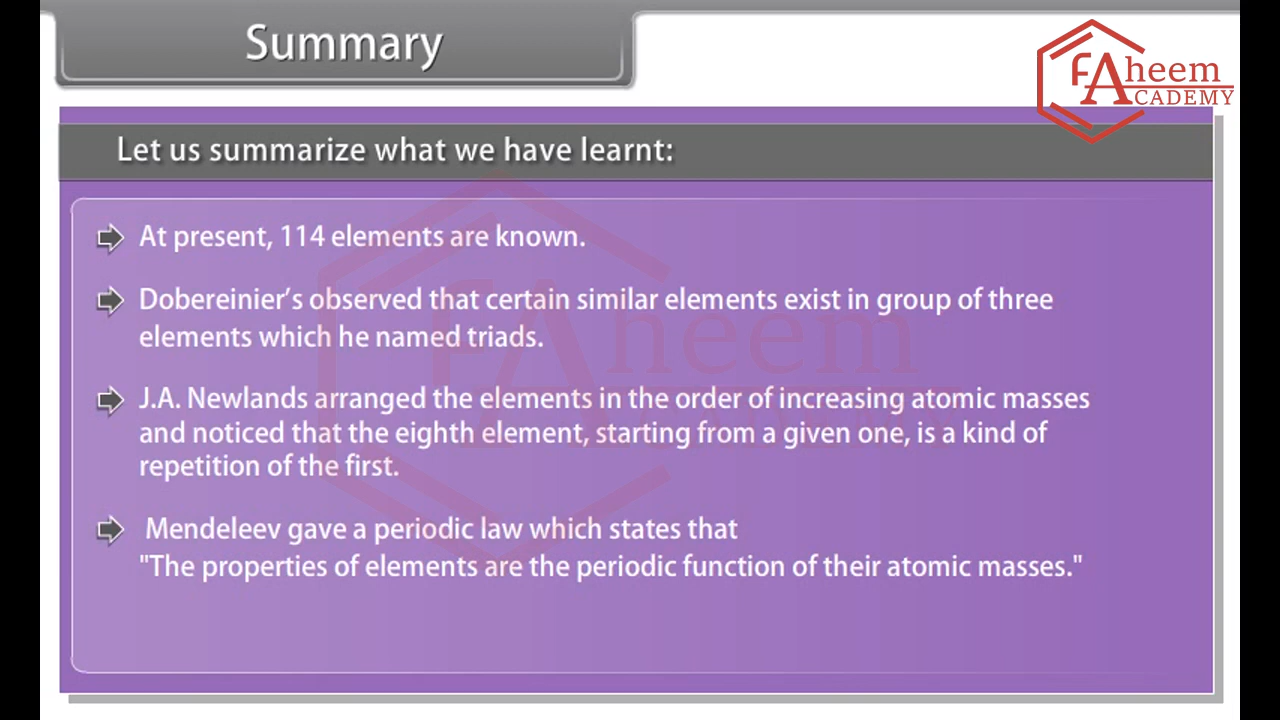 Summary
FAheem
ACADEMY
Let us summarize what we have learnt:
At present, 114 elements are known.
Dobereinier's observed that certain similar elements exist in group of three
elements which he named triads.
J.A. Newlands arranged the elements in the order of increasing atomic masses
and noticed that the eighth element, starting from a given one, is a kind of
repetition of the first.
Mendeleev gave a periodic law which states that
"The properties of elements are the periodic function of their atomic masses."
FAheem
ACADEMY